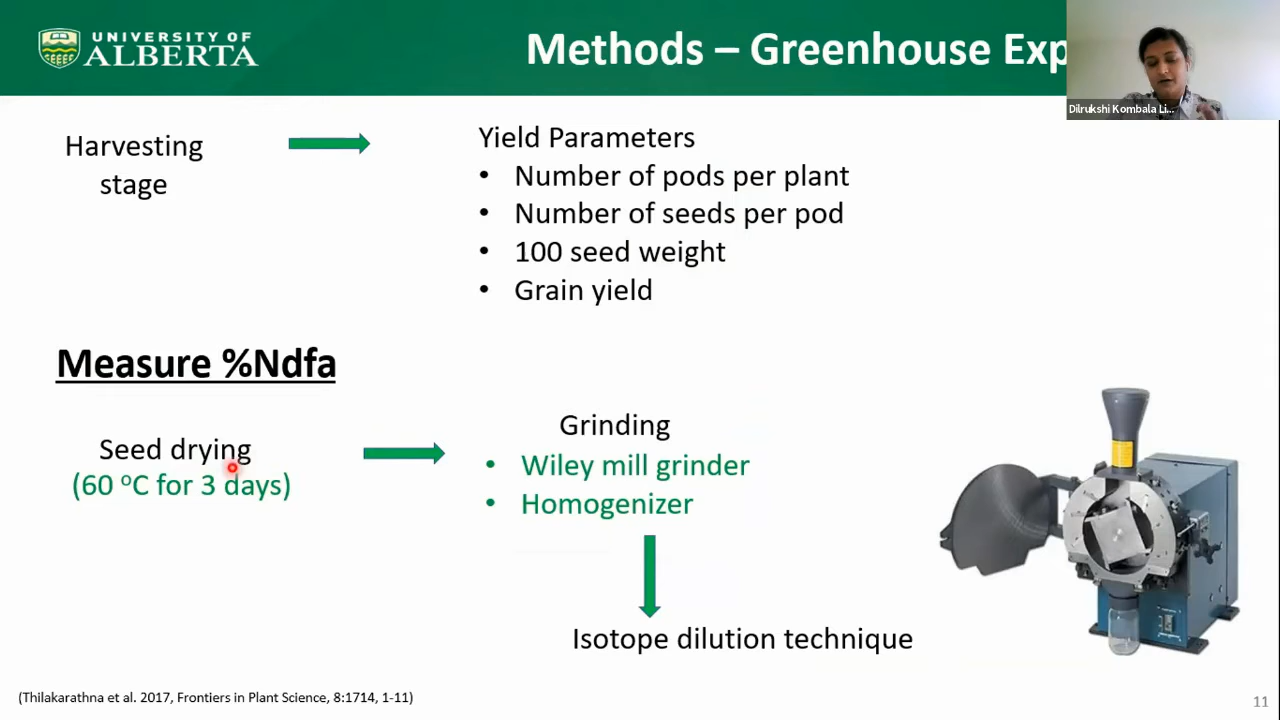 UNIVERSITY OF
ALBERTA
Methods – Greenhouse Exp
Dilrukshi Kombala Li...
Harvesting
stage
Yield Parameters
• Number of pods per plant
• Number of seeds per pod
• 100 seed weight
• Grain yield
Measure %Ndfa
Seed drying
(60 ºC for 3 days)
Grinding
• Wiley mill grinder
• Homogenizer
Isotope dilution technique
(Thilakarathna et al. 2017, Frontiers in Plant Science, 8:1714, 1-11)
11